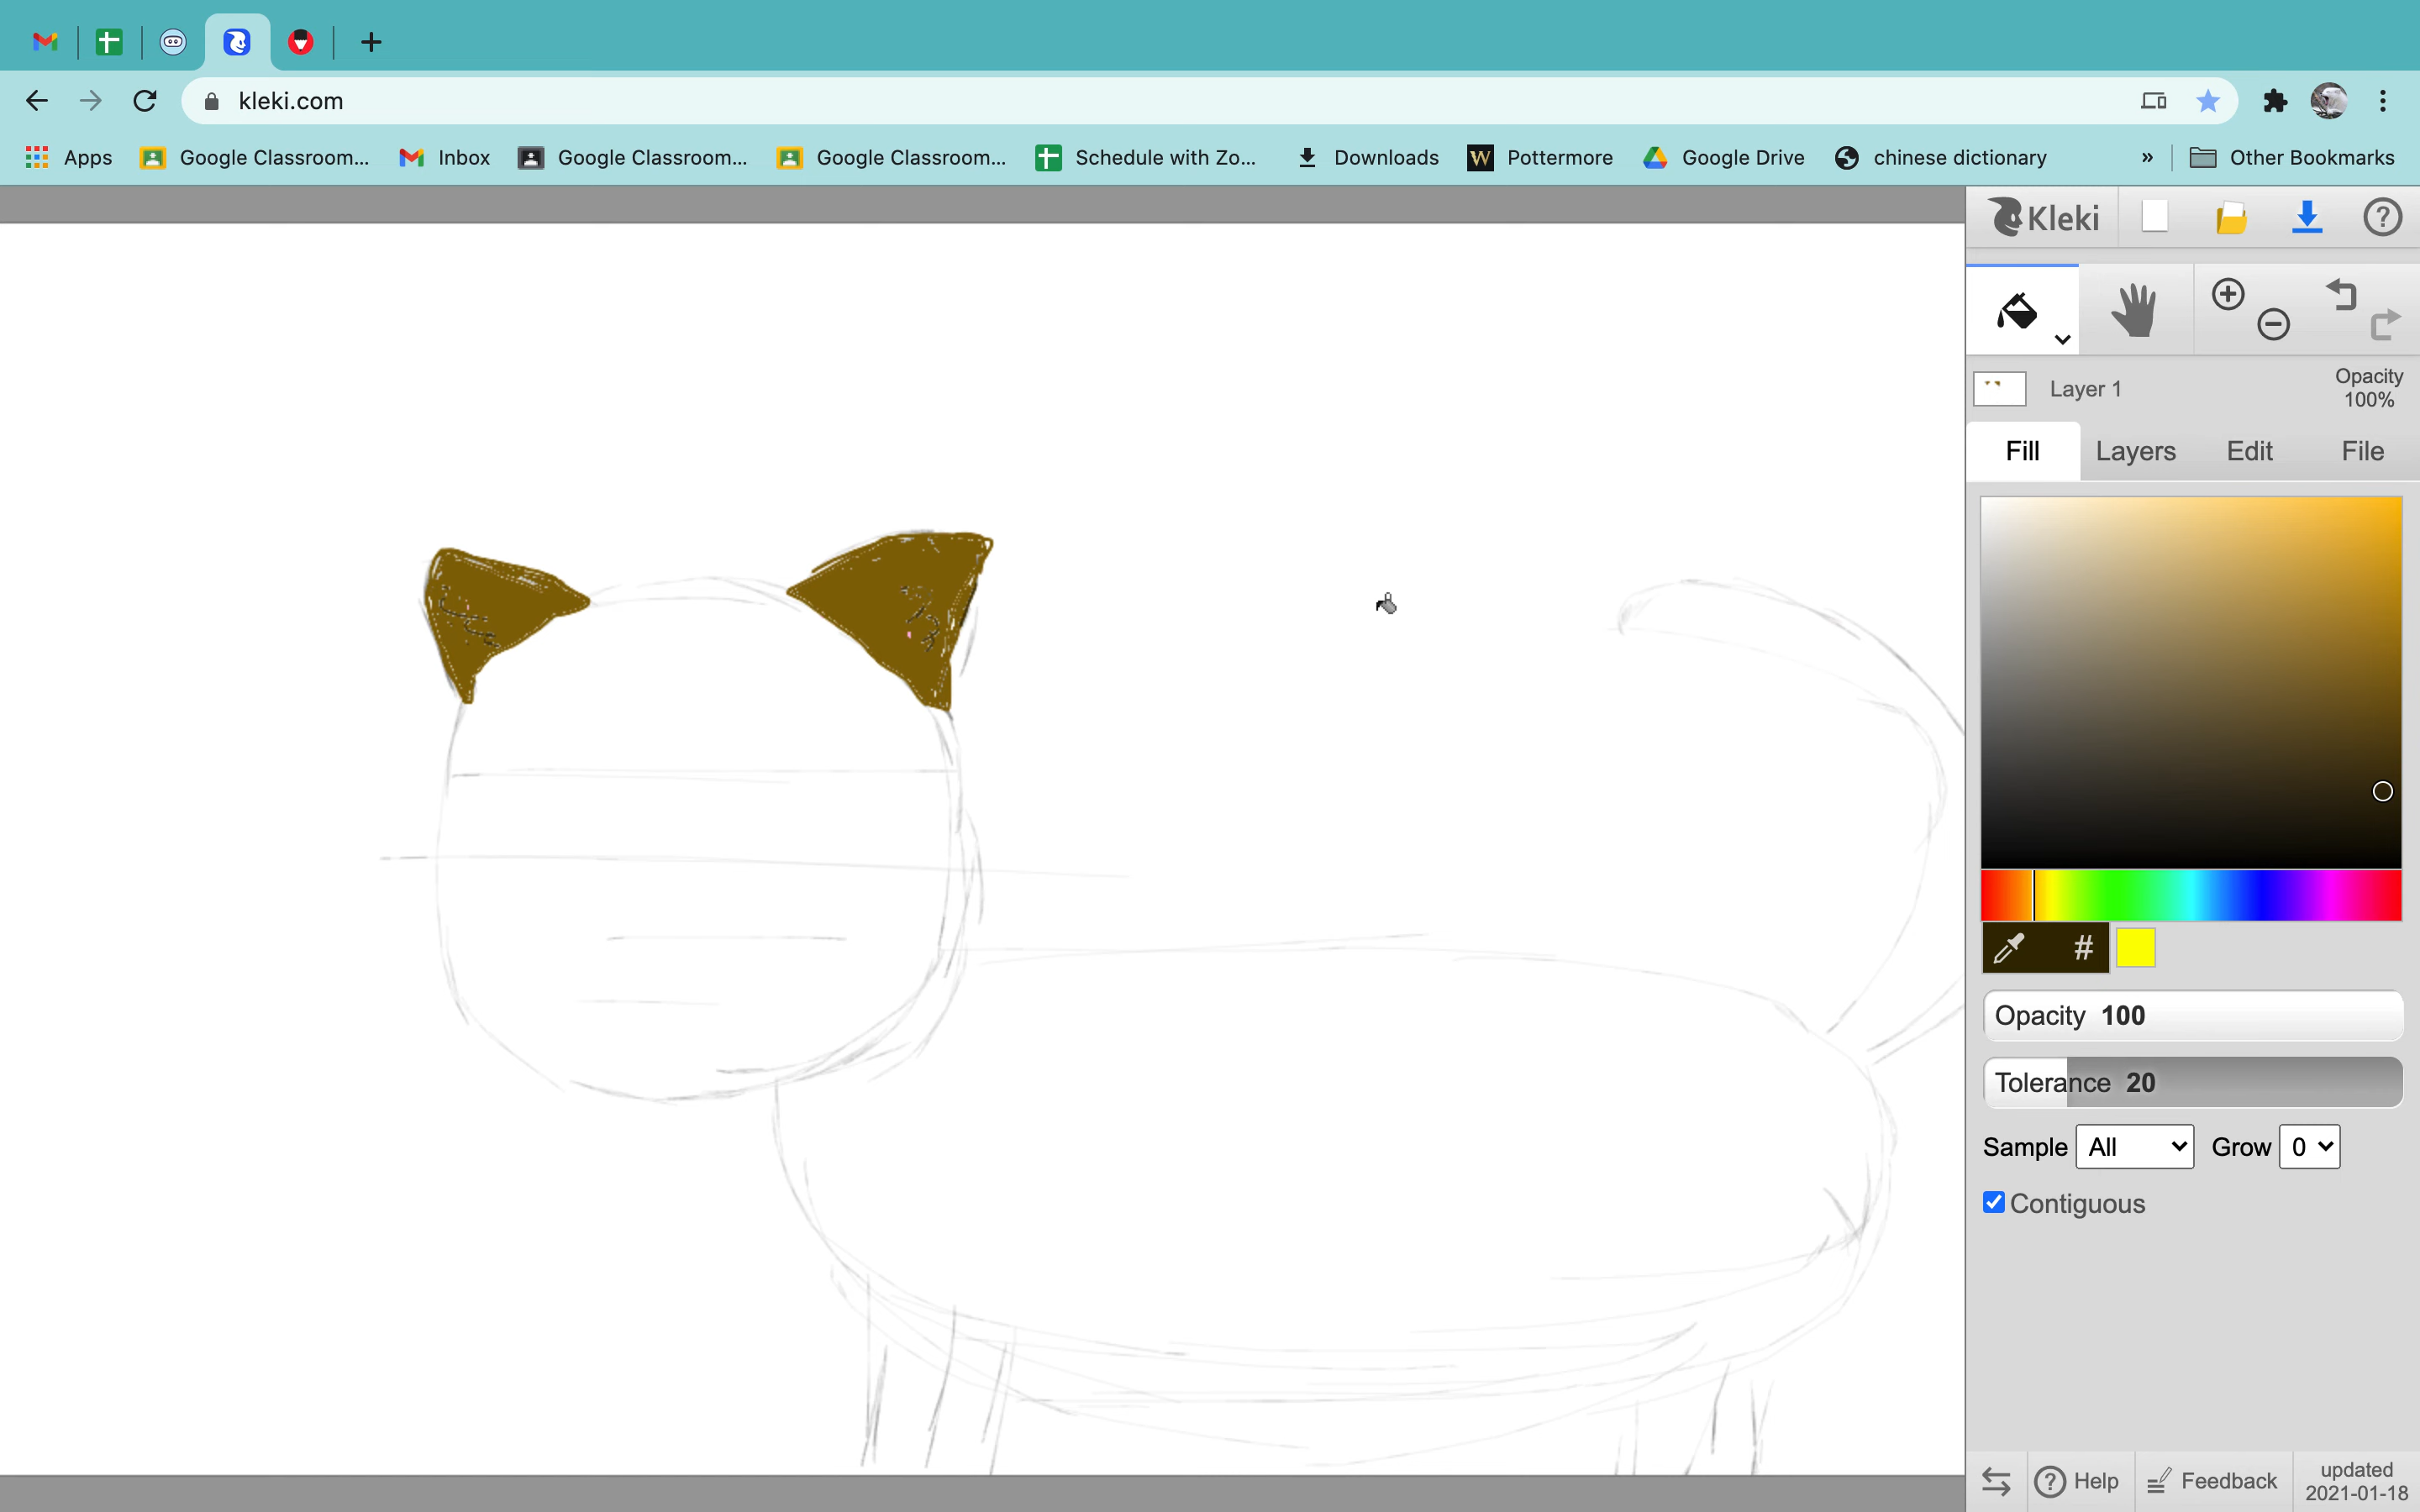 kleki.com
Apps Google Classroom... Inbox Google Classroom... Google Classroom... Schedule with Zo... Downloads W Pottermore Google Drive chinese dictionary » Other Bookmarks
Kleki ?
Layer 1 Opacity 100%
Fill Layers Edit File
#
Opacity 100
Tolerance 20
Sample All Grow 0
Contiguous
? Help Feedback updated 2021-01-18